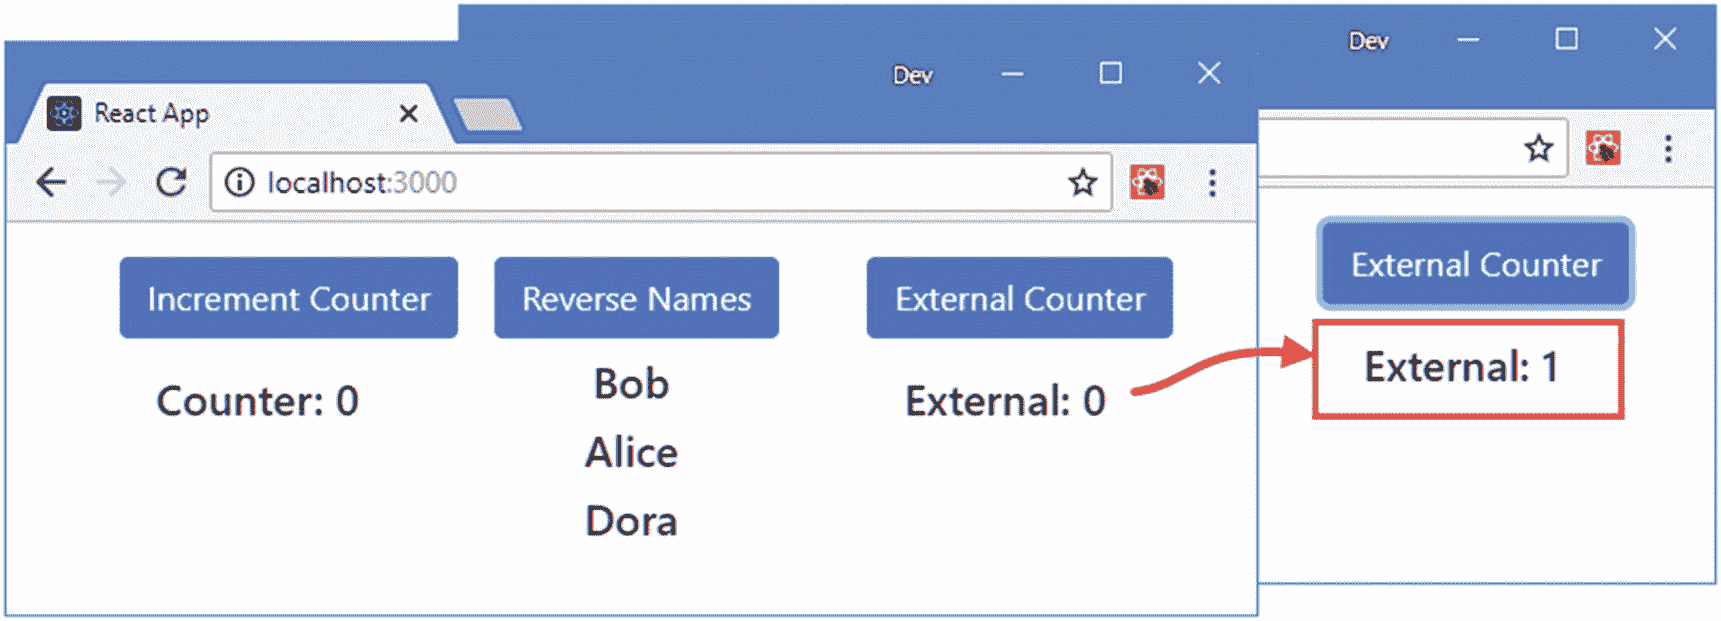 Dev
Dev
React App
localhost:3000
Increment Counter
Reverse Names
External Counter
External Counter
Counter: 0
Bob
Alice
Dora
External: 0
External: 1